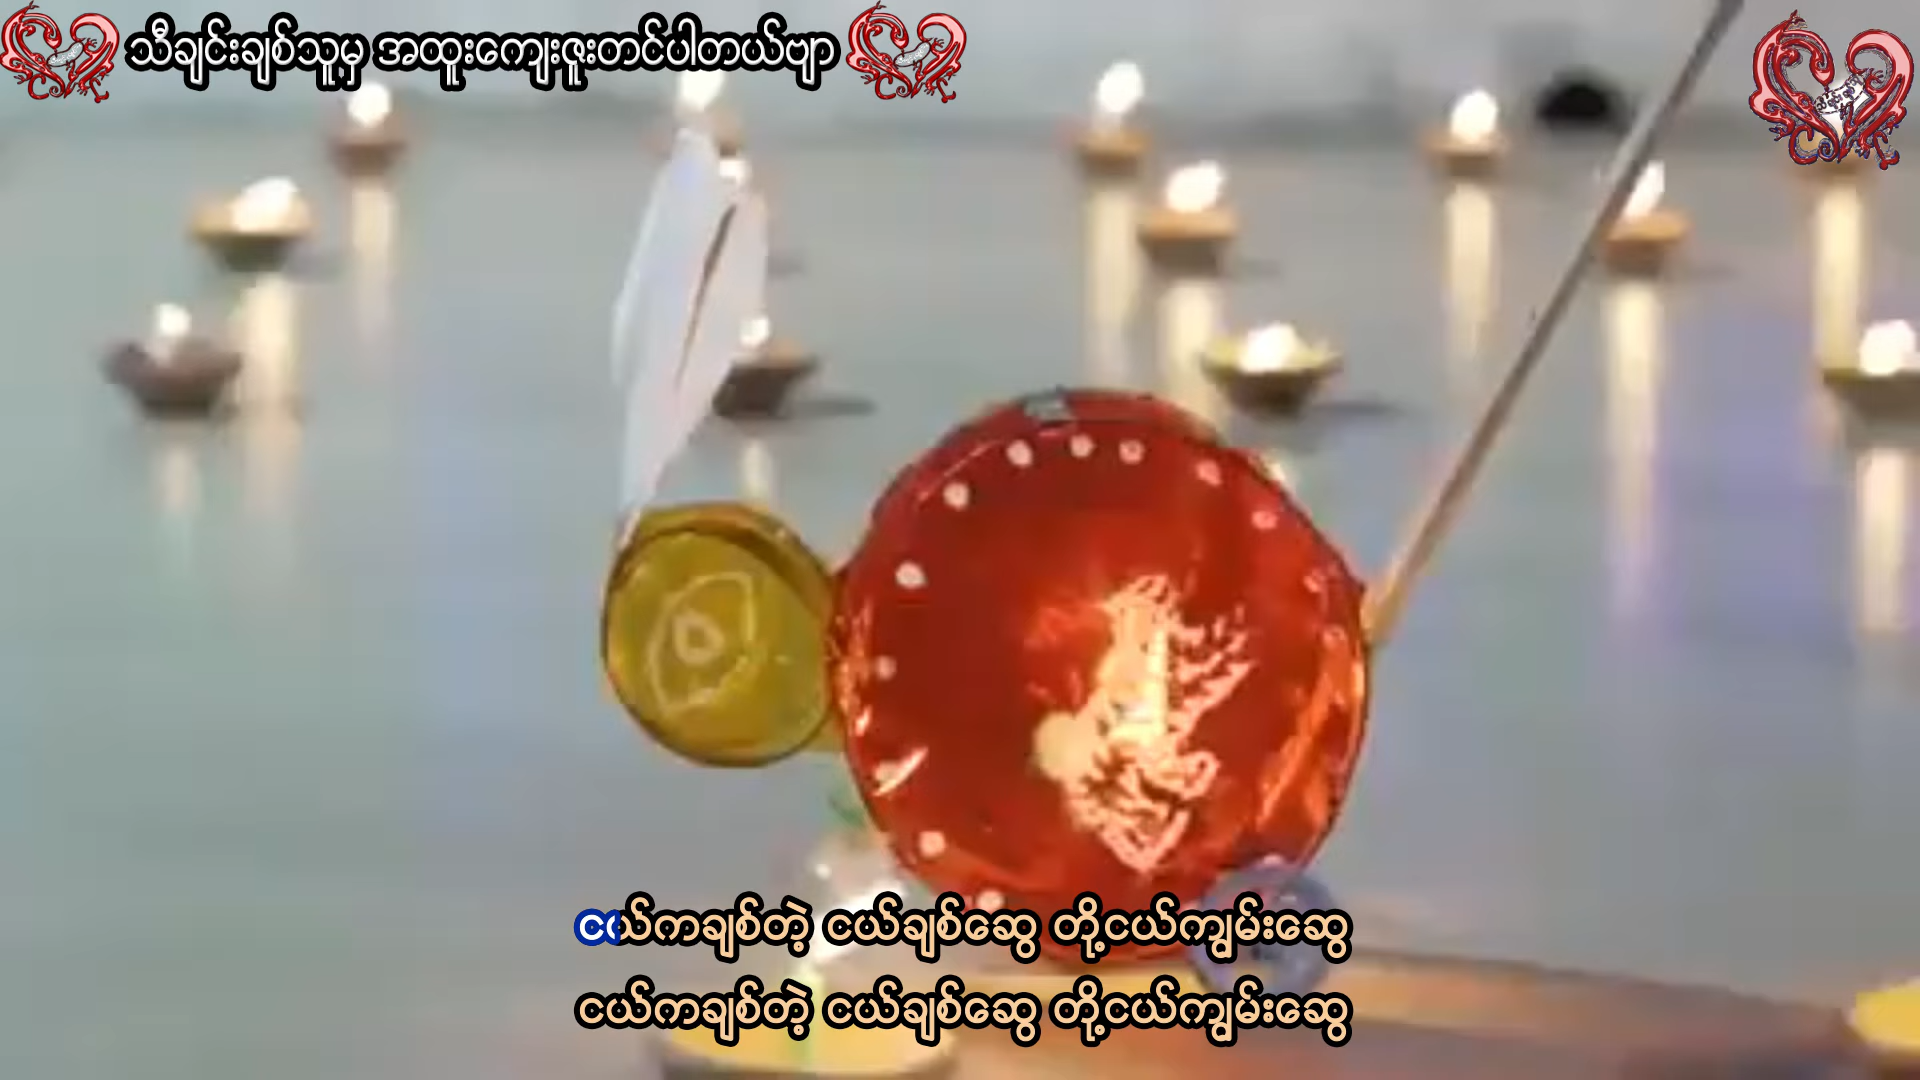 သီချင်းချစ်သူမှ အထူးကျေးဇူးတင်ပါတယ်ဗျာ
ငယ်ကချစ်တဲ့ ငယ်ချစ်ဆွေ တို့ငယ်ကျွမ်းဆွေ
ငယ်ကချစ်တဲ့ ငယ်ချစ်ဆွေ တို့ငယ်ကျွမ်းဆွေ